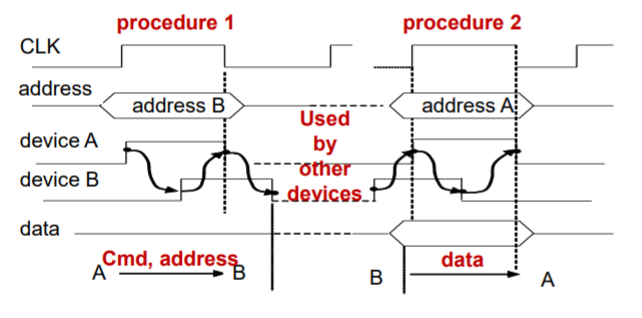 procedure 1
procedure 2
CLK
address
address B
address A
Used
by
other
devices
device A
device B
data
Cmd, address
A
B
B
data
A